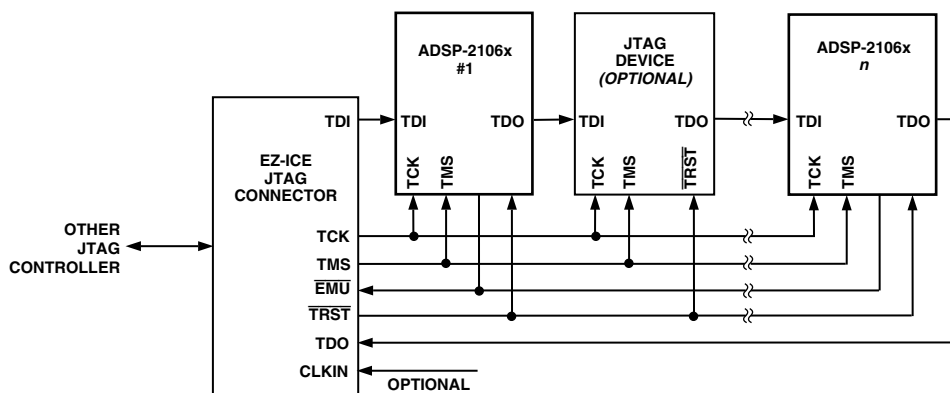 ADSP-2106x
#1
TDI
TDO
TCK
TMS
JTAG
DEVICE
(OPTIONAL)
TDI
TDO
TCK
TMS
TRST
ADSP-2106x
n
TDI
TDO
TCK
TMS
EZ-ICE
JTAG
CONNECTOR
TDI
TCK
TMS
EMU
TRST
TDO
CLKIN
OTHER
JTAG
CONTROLLER
OPTIONAL